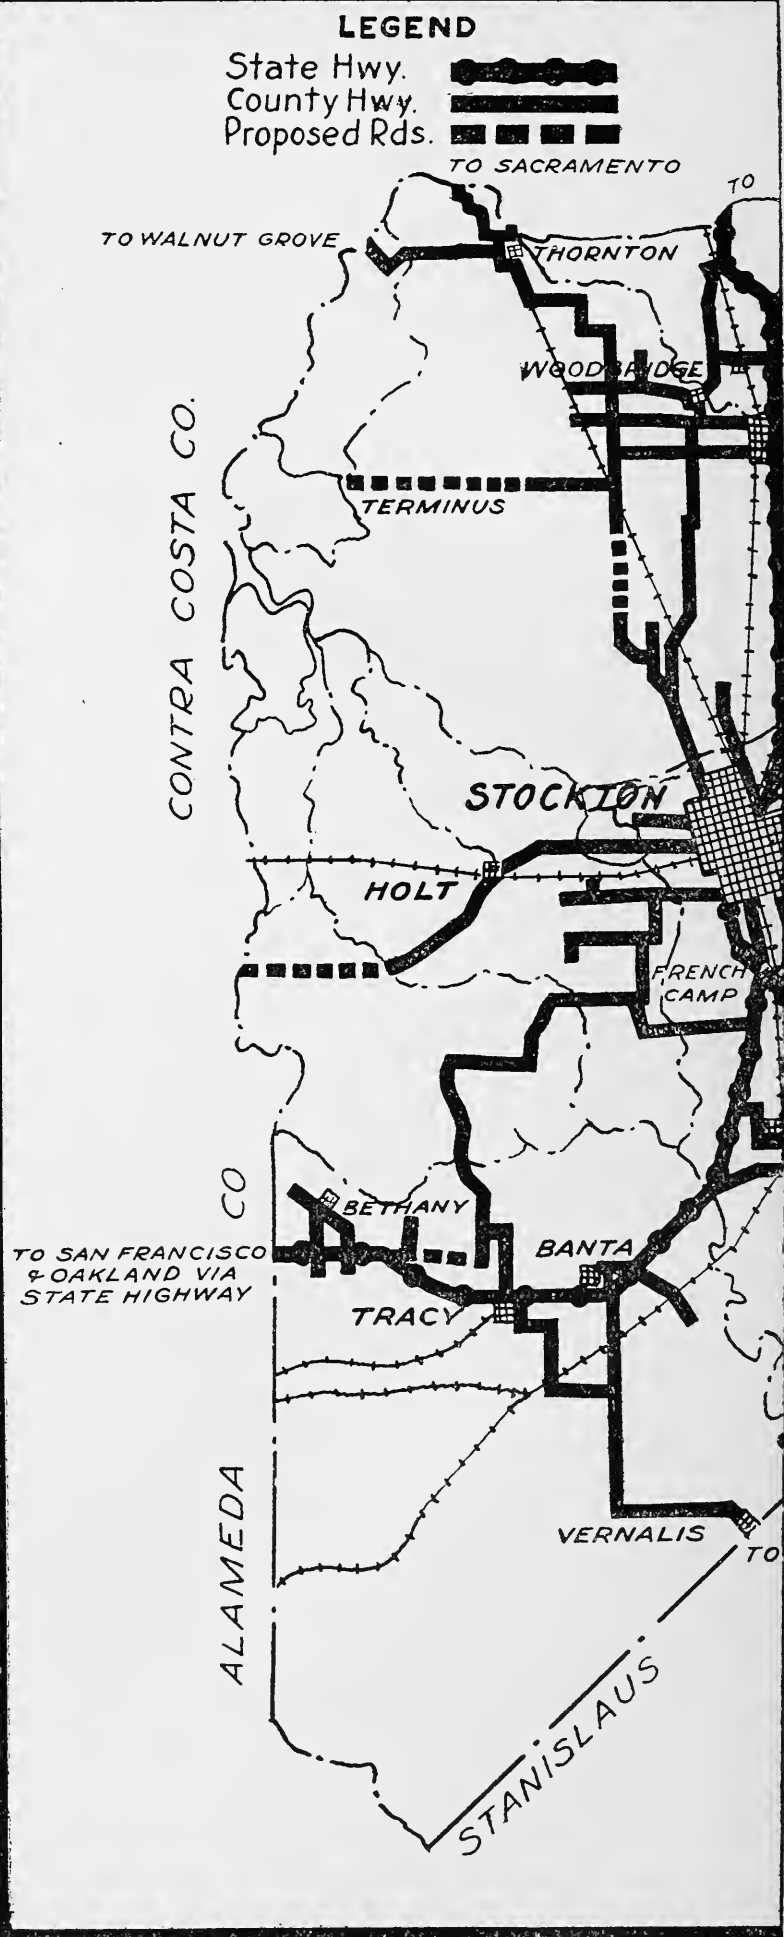 LEGEND
State Hwy.
County Hwy.
Proposed Rds.
TO SACRAMENTO
TO
TO WALNUT GROVE
THORNTON
WOODBRIDGE
CONTRA COSTA CO.
TERMINUS
STOCKTON
HOLT
FRENCH
CAMP
CO
BETHANY
TO SAN FRANCISCO
& OAKLAND VIA
STATE HIGHWAY
BANTA
TRACY
ALAMEDA
VERNALIS
TO
STANISLAUS